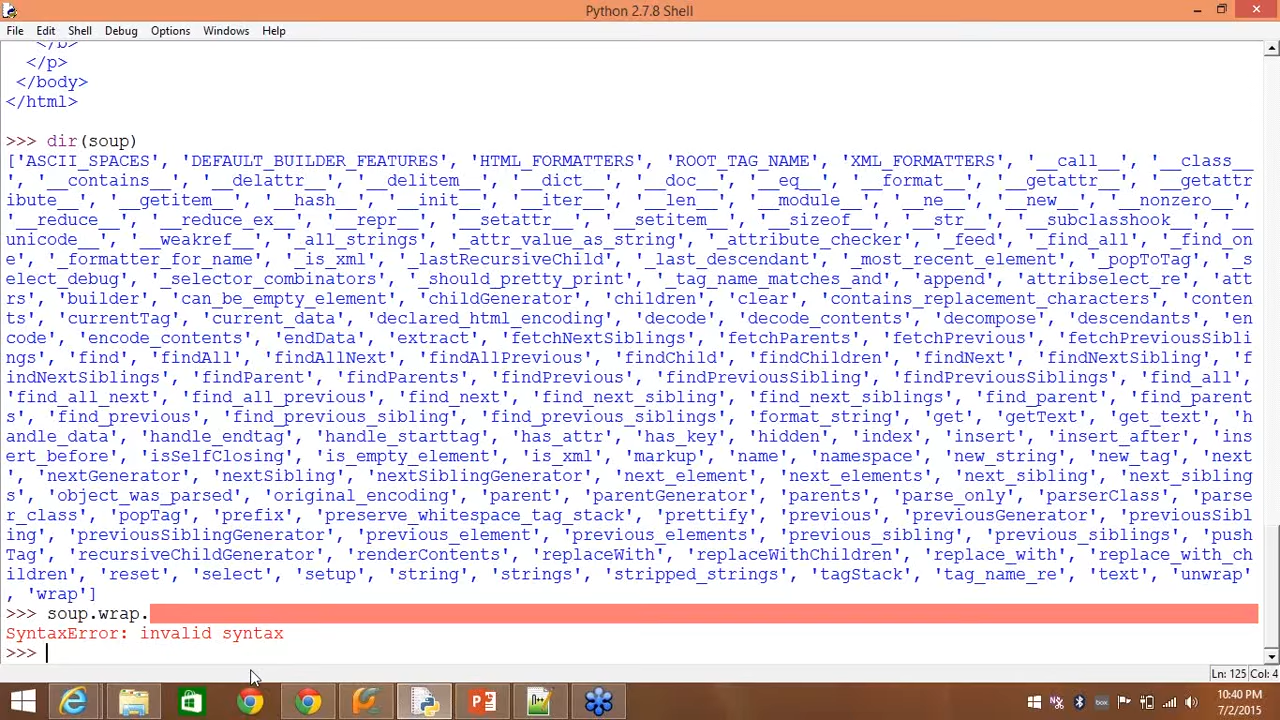 Python 2.7.8 Shell
File Edit Shell Debug Options Windows Help
</b>
</p>
</body>
</html>
>>> dir(soup)
['ASCII_SPACES', 'DEFAULT_BUILDER_FEATURES', 'HTML_FORMATTERS', 'ROOT_TAG_NAME', 'XML_FORMATTERS', '__call__', '__class__
', '__contains__', '__delattr__', '__delitem__', '__dict__', '__doc__', '__eq__', '__format__', '__getattr__', '__getattr
ibute__', '__getitem__', '__hash__', '__init__', '__iter__', '__len__', '__module__', '__ne__', '__new__', '__nonzero__',
'__reduce__', '__reduce_ex__', '__repr__', '__setattr__', '__setitem__', '__sizeof__', '__str__', '__subclasshook__', '__
unicode__', '__weakref__', '_all_strings', '_attr_value_as_string', '_attribute_checker', '_feed', '_find_all', '_find_on
e', '_formatter_for_name', '_is_xml', '_lastRecursiveChild', '_last_descendant', '_most_recent_element', '_popToTag', '_s
elect_debug', '_selector_combinators', '_should_pretty_print', '_tag_name_matches_and', 'append', 'attribselect_re', 'att
rs', 'builder', 'can_be_empty_element', 'childGenerator', 'children', 'clear', 'contains_replacement_characters', 'conten
ts', 'currentTag', 'current_data', 'declared_html_encoding', 'decode', 'decode_contents', 'decompose', 'descendants', 'en
code', 'encode_contents', 'endData', 'extract', 'fetchNextSiblings', 'fetchParents', 'fetchPrevious', 'fetchPreviousSibli
ngs', 'find', 'findAll', 'findAllNext', 'findAllPrevious', 'findChild', 'findChildren', 'findNext', 'findNextSibling', 'f
indNextSiblings', 'findParent', 'findParents', 'findPrevious', 'findPreviousSibling', 'findPreviousSiblings', 'find_all',
'find_all_next', 'find_all_previous', 'find_next', 'find_next_sibling', 'find_next_siblings', 'find_parent', 'find_parent
s', 'find_previous', 'find_previous_sibling', 'find_previous_siblings', 'format_string', 'get', 'getText', 'get_text', 'h
andle_data', 'handle_endtag', 'handle_starttag', 'has_attr', 'has_key', 'hidden', 'index', 'insert', 'insert_after', 'ins
ert_before', 'isSelfClosing', 'is_empty_element', 'is_xml', 'markup', 'name', 'namespace', 'new_string', 'new_tag', 'next
', 'nextGenerator', 'nextSibling', 'nextSiblingGenerator', 'next_element', 'next_elements', 'next_sibling', 'next_sibling
s', 'object_was_parsed', 'original_encoding', 'parent', 'parentGenerator', 'parents', 'parse_only', 'parserClass', 'parse
r_class', 'popTag', 'prefix', 'preserve_whitespace_tag_stack', 'prettify', 'previous', 'previousGenerator', 'previousSibl
ing', 'previousSiblingGenerator', 'previous_element', 'previous_elements', 'previous_sibling', 'previous_siblings', 'push
Tag', 'recursiveChildGenerator', 'renderContents', 'replaceWith', 'replaceWithChildren', 'replace_with', 'replace_with_ch
ildren', 'reset', 'select', 'setup', 'string', 'strings', 'stripped_strings', 'tagStack', 'tag_name_re', 'text', 'unwrap'
, 'wrap']
>>> soup.wrap.
SyntaxError: invalid syntax
>>>
Ln: 125 Col: 4
box
10:40 PM
7/2/2015